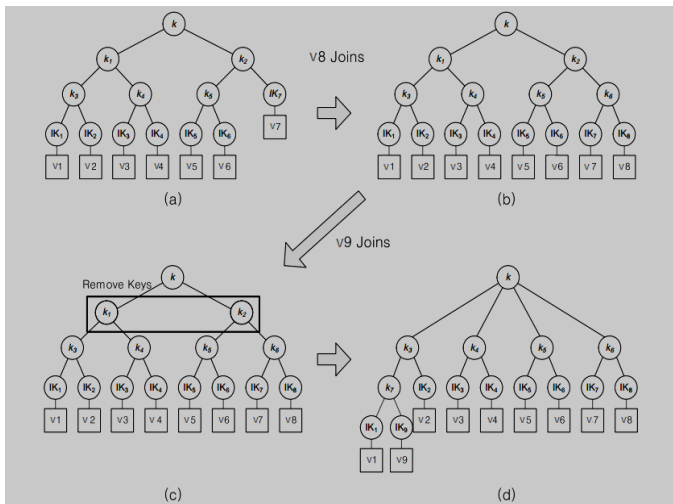 k
k1 k2
v8 Joins
k3 k4 k5 IK7
IK1 IK2 IK3 IK4 IK5 IK6 v7
v1 v2 v3 v4 v5 v6
(a)
k
k1 k2
k3 k4 k5 k6
IK1 IK2 IK3 IK4 IK5 IK6 IK7 IK8
v1 v2 v3 v4 v5 v6 v7 v8
(b)
v9 Joins
Remove Keys
k
k1 k2
k3 k4 k5 k6
IK1 IK2 IK3 IK4 IK5 IK6 IK7 IK8
v1 v2 v3 v4 v5 v6 v7 v8
(c)
k
k3 k4 k5 k6
k7 IK2 IK3 IK4 IK5 IK6 IK7 IK8
v2 v3 v4 v5 v6 v7 v8
IK1 IK9
v1 v9
(d)